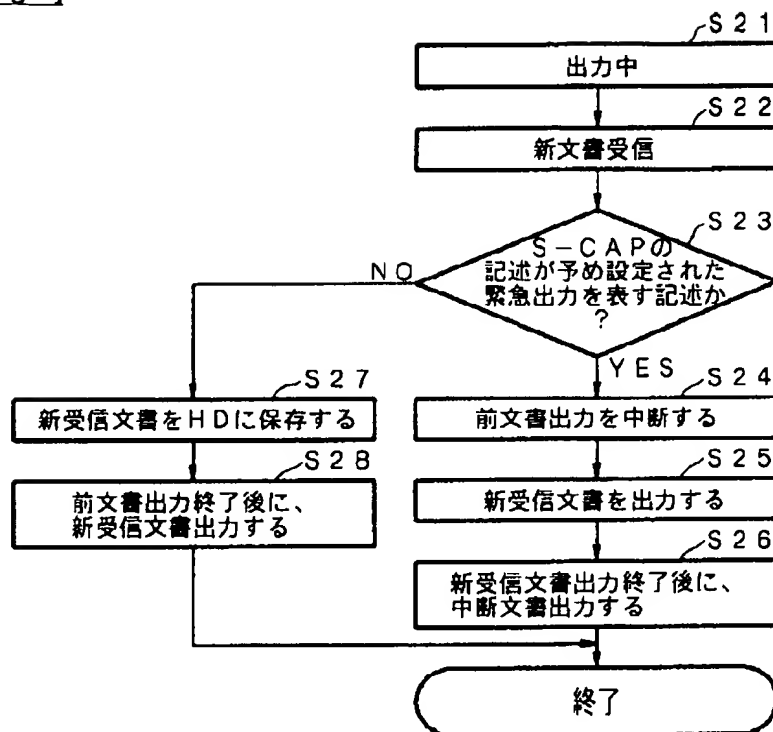 S21
出力中
S22
新文書受信
S23
S-CAPの
記述が予め設定された
緊急出力を表す記述か
?
NO
YES
S24
前文書出力を中断する
S25
新受信文書を出力する
S26
新受信文書出力終了後に、
中断文書出力する
S27
新受信文書をHDに保存する
S28
前文書出力終了後に、
新受信文書出力する
終了